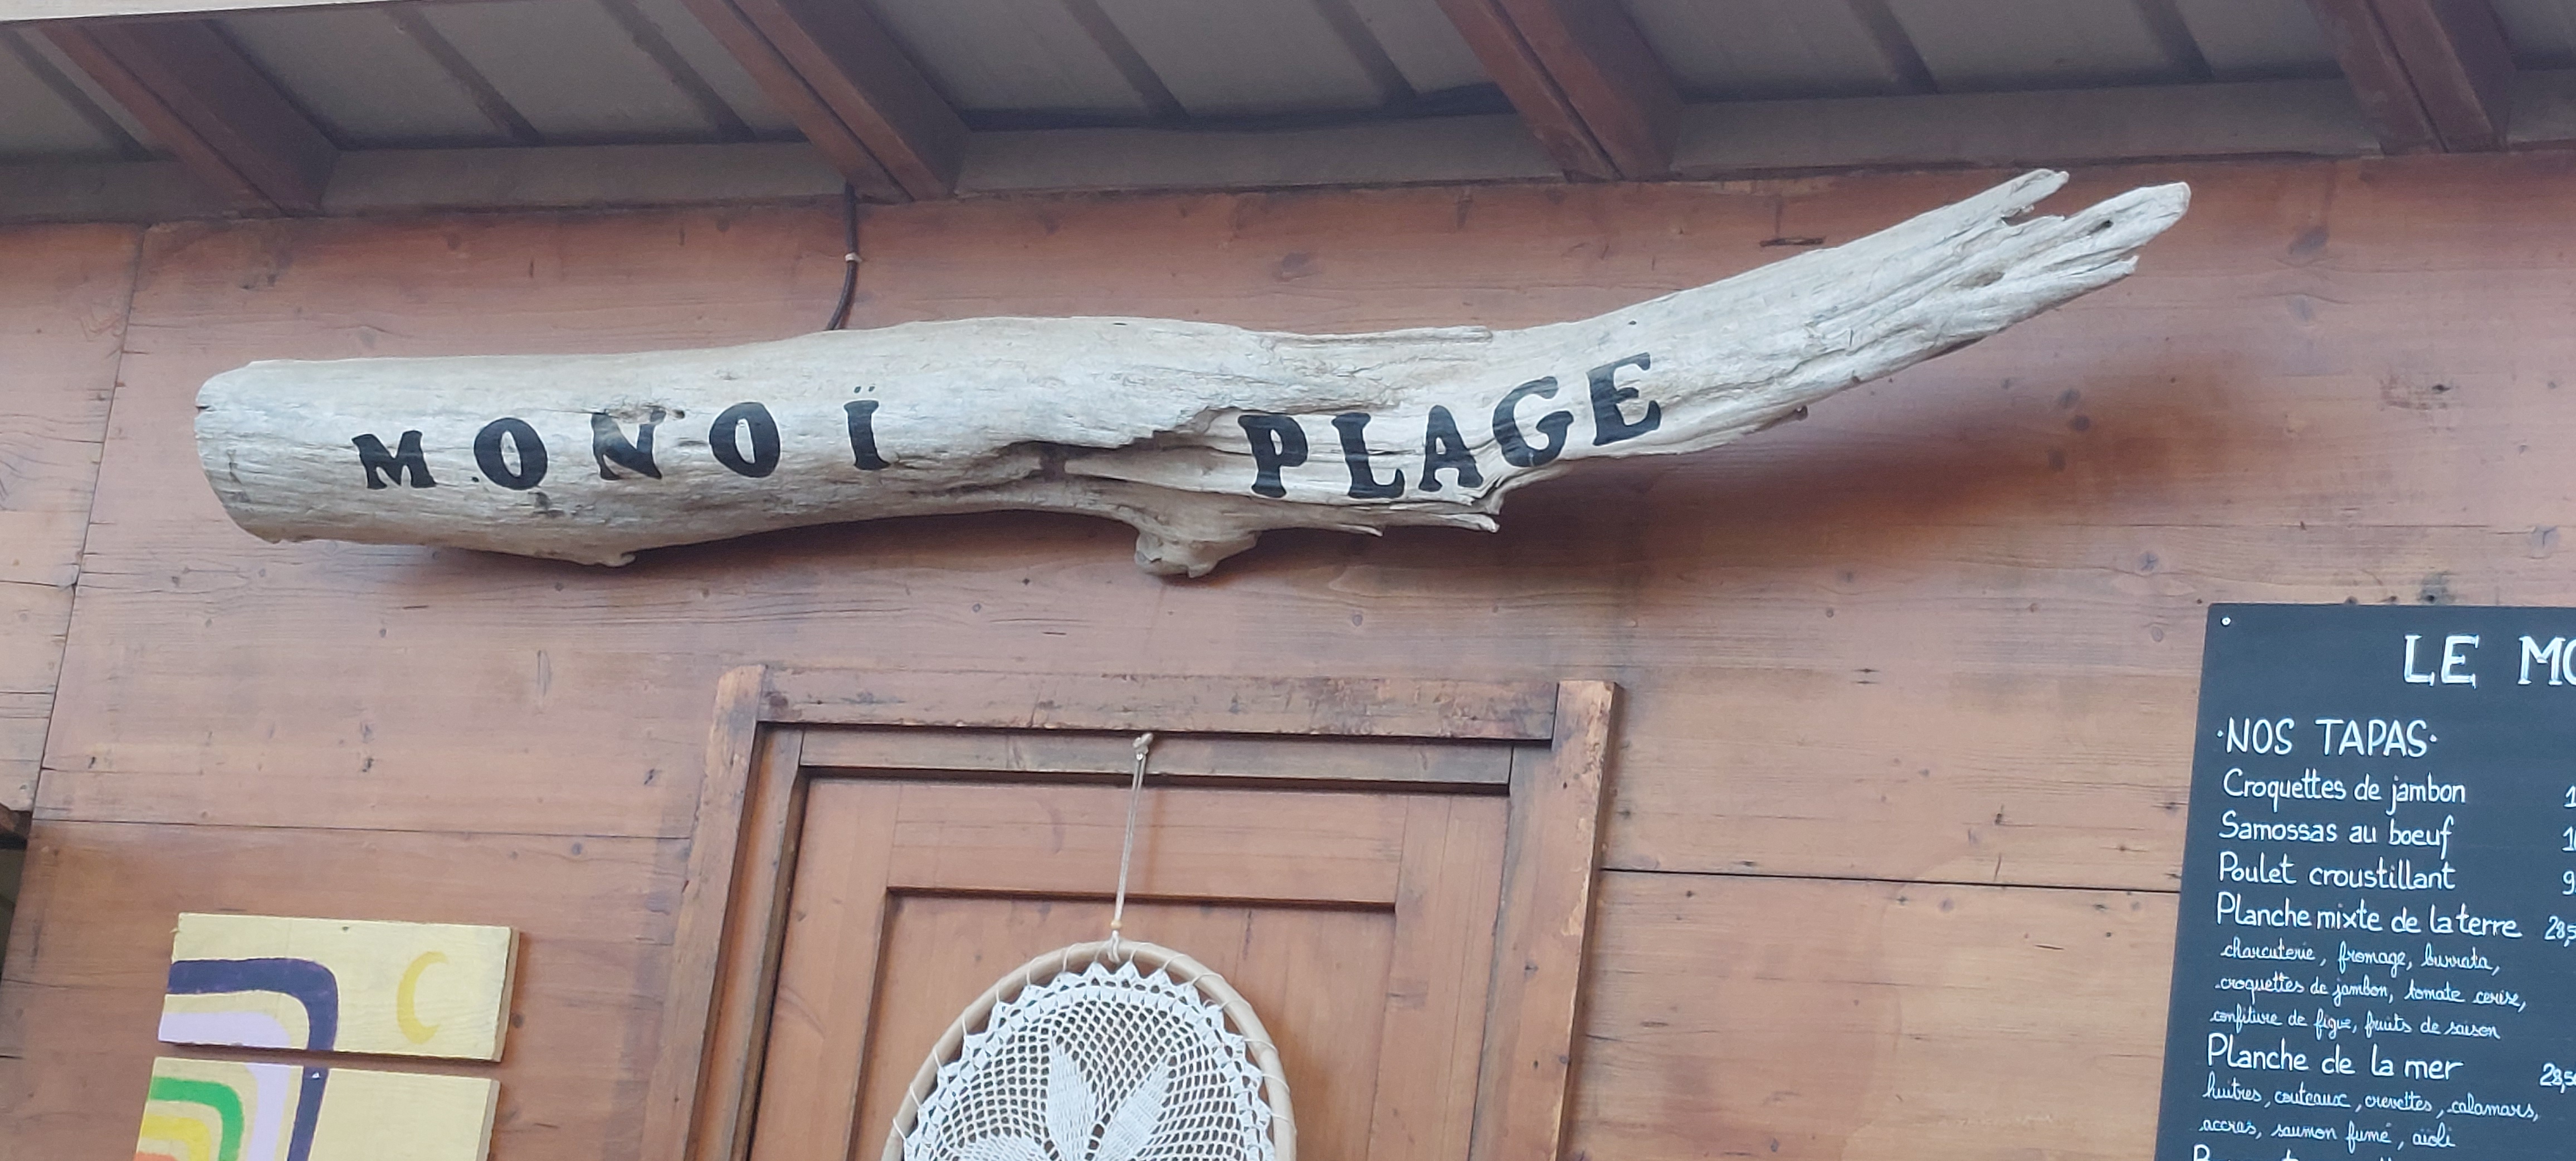 MONOÏ PLAGE
LE
·NOS TAPAS·
Croquettes de jambon
Samossas au boeuf
Poulet croustillant
Planche mixte de la terre
charcuterie, fromage, burrata,
croquettes de jambon, tomate cerise,
confiture de figue, fruits de saison
Planche de la mer
huitres, couteaux, crevettes, calamars,
accras, saumon fumé, aïoli